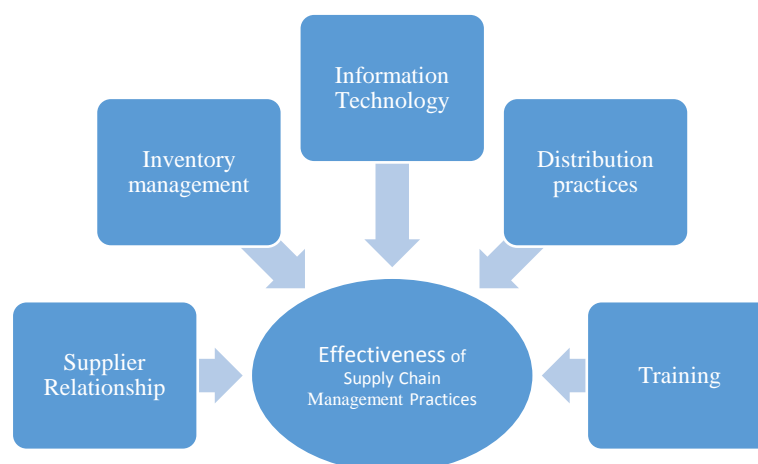 Information
Technology
Inventory
management
Distribution
practices
Supplier
Relationship
Effectiveness of
Supply Chain
Management Practices
Training